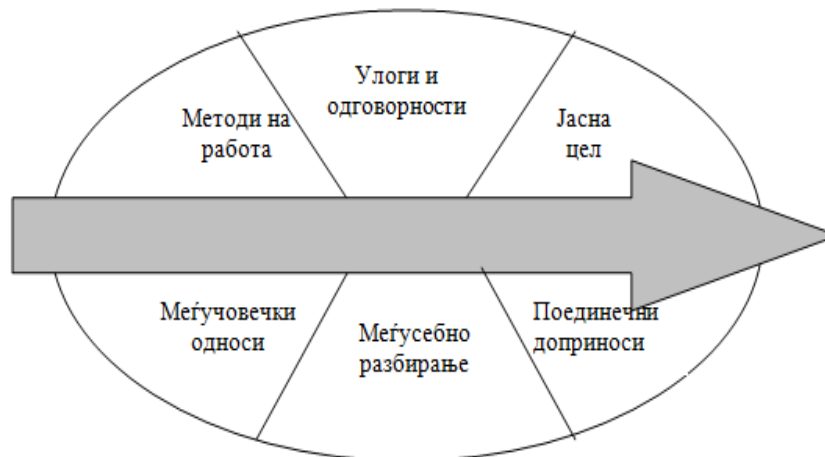 Методи на
работа
Улоги и
одговорности
Јасна
цел
Меѓучовечки
односи
Меѓусебно
разбирање
Поединечни
доприноси